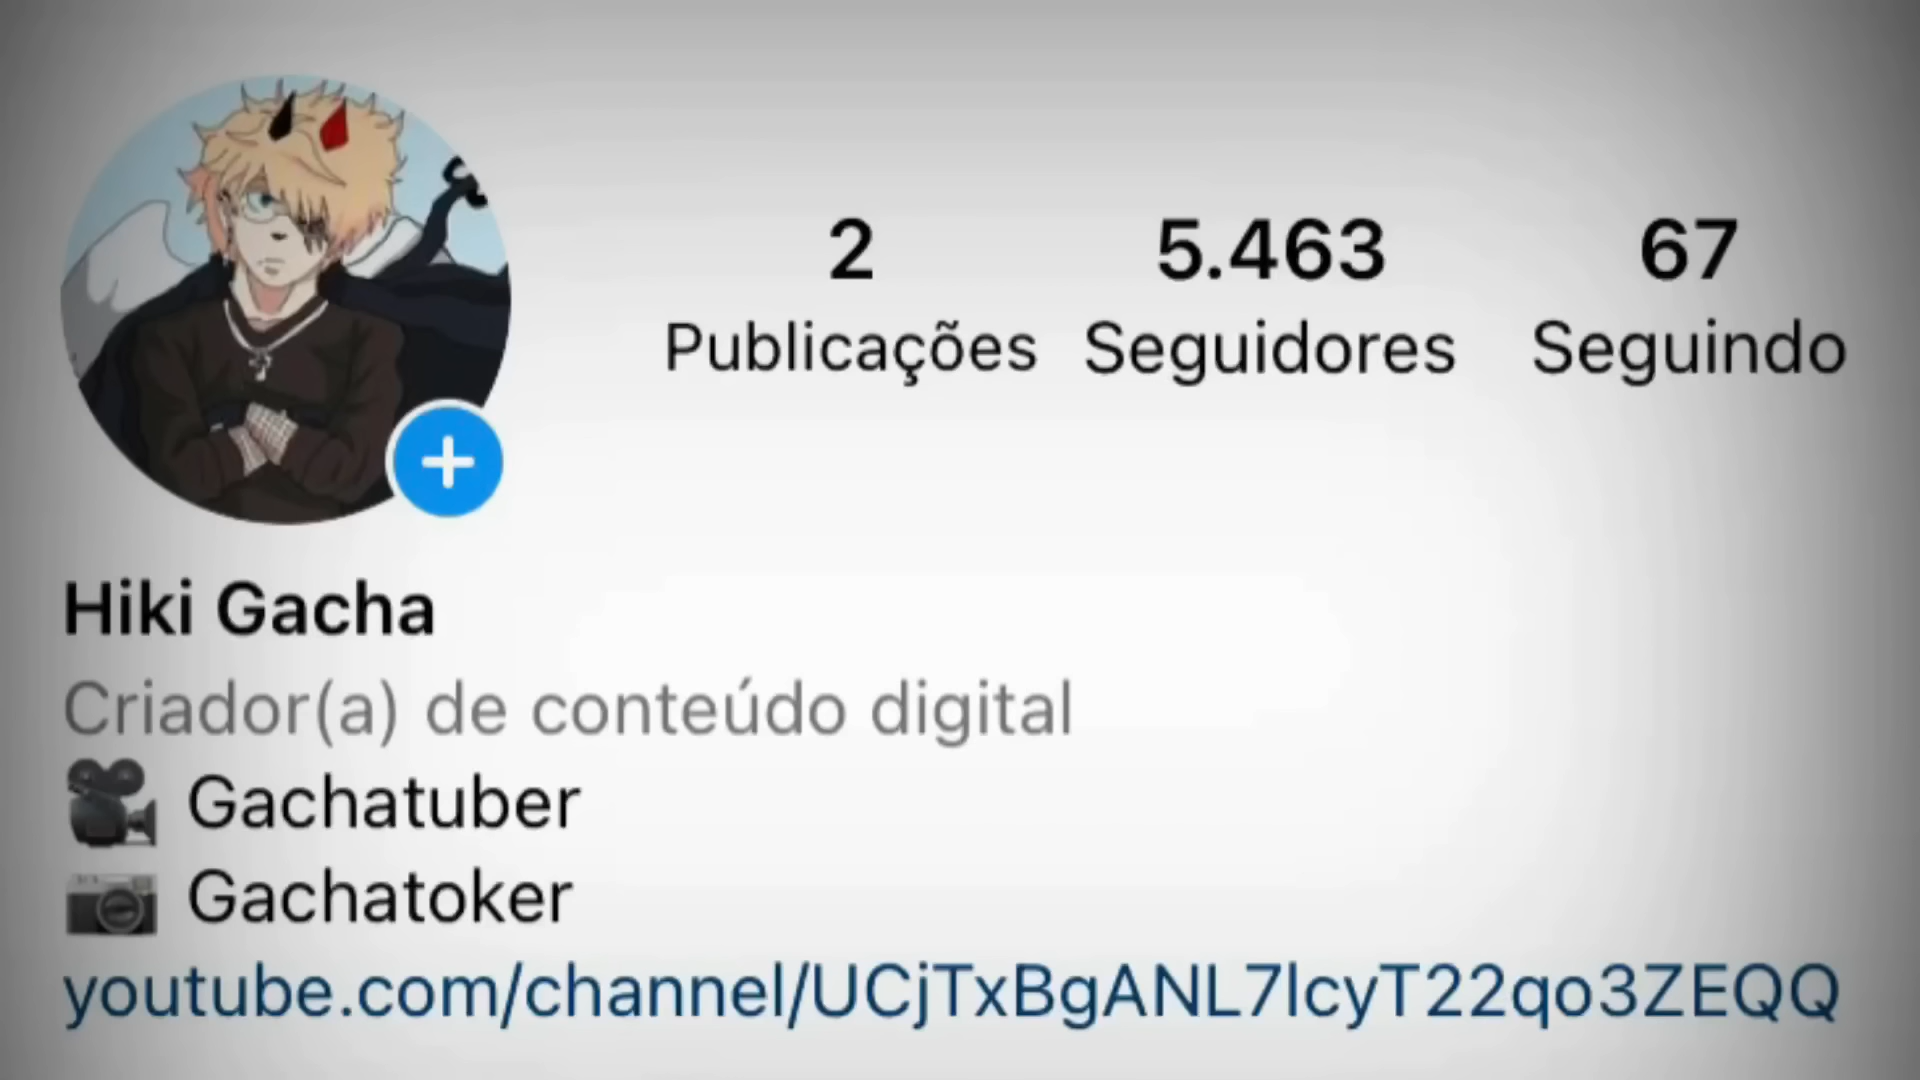 2 5.463 67
Publicações Seguidores Seguindo
Hiki Gacha
Criador(a) de conteúdo digital
🎥 Gachatuber
📷 Gachatoker
youtube.com/channel/UCjTxBgANL7lcyT22qo3ZEQQ